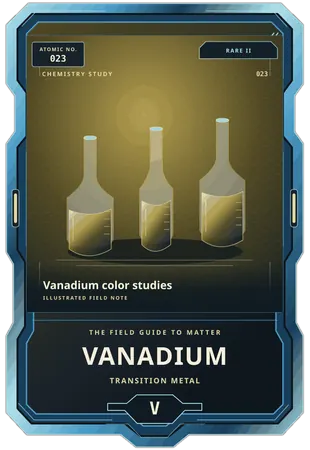 ATOMIC NO.
023
RARE II
CHEMISTRY STUDY
023
Vanadium color studies
ILLUSTRATED FIELD NOTE
THE FIELD GUIDE TO MATTER
VANADIUM
TRANSITION METAL
V